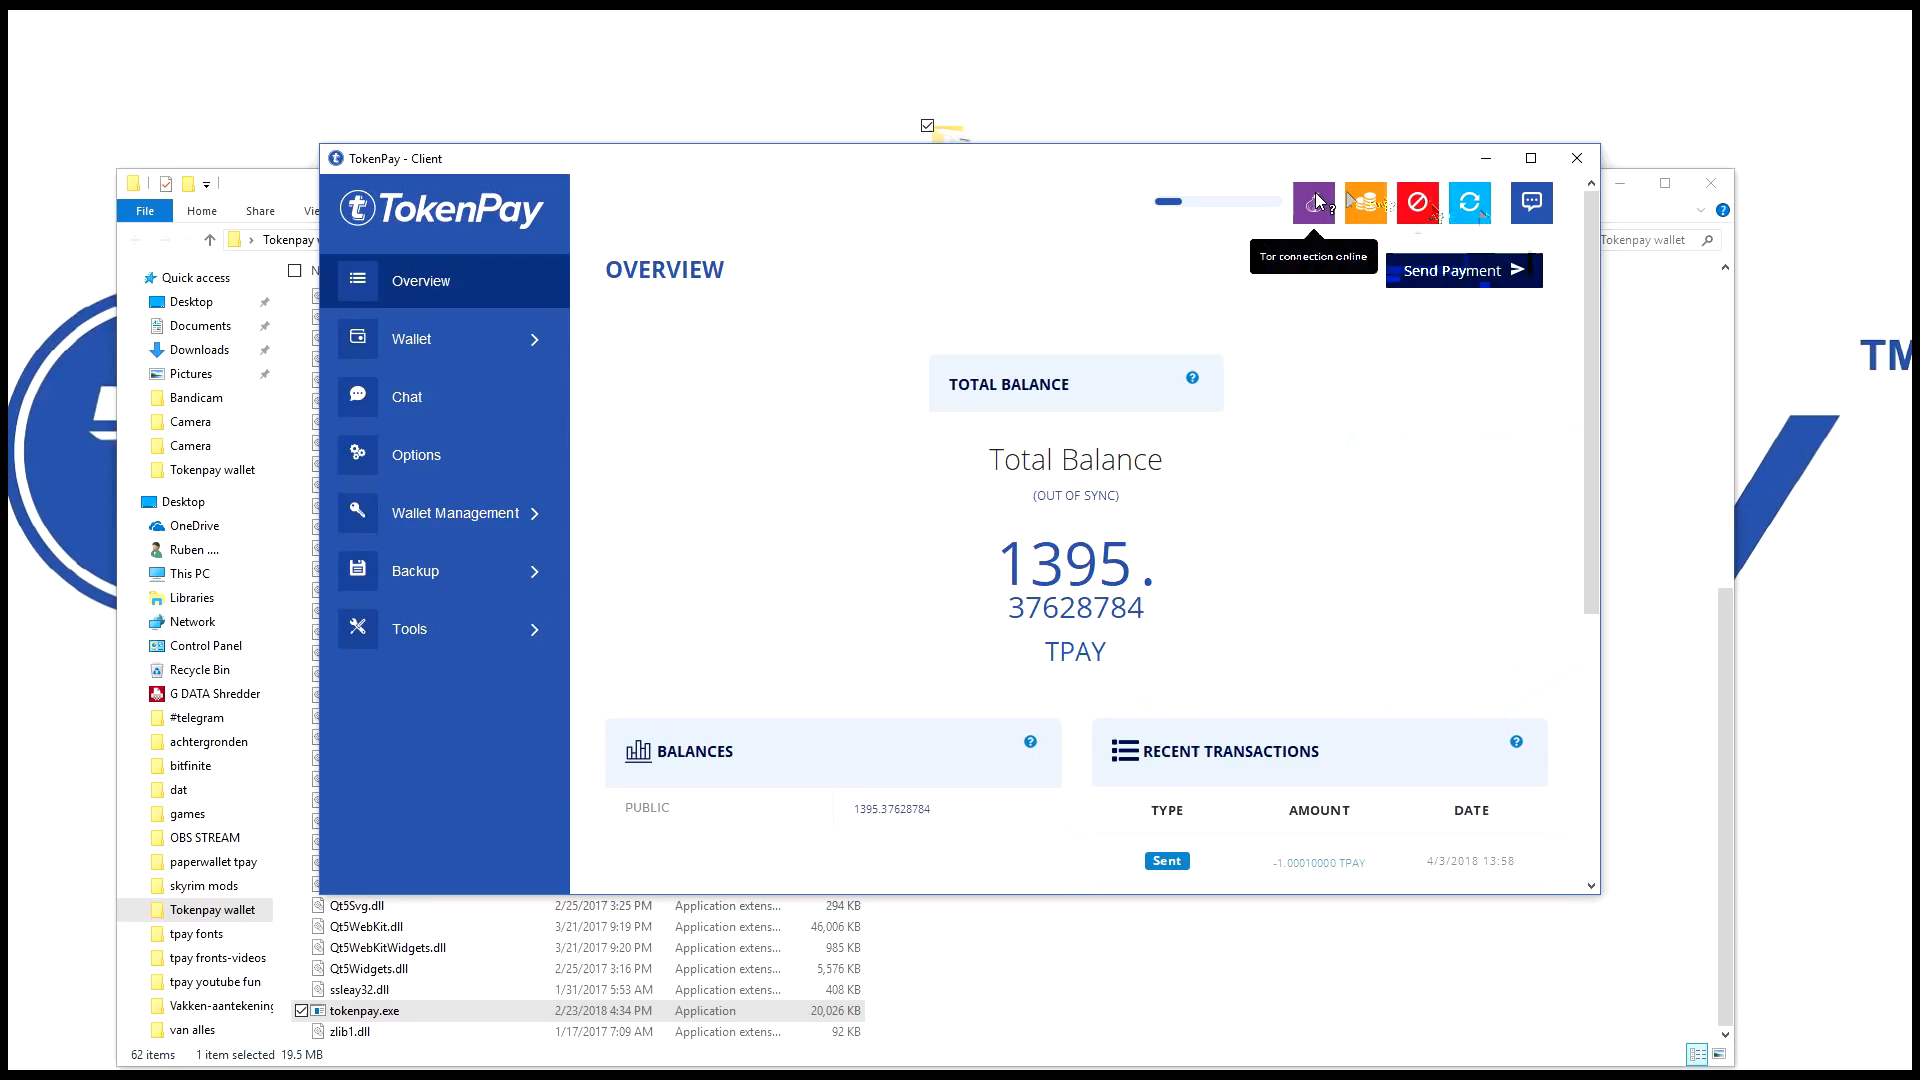 TokenPay - Client
File
Home
Share
Tokenpay wallet
TokenPay
Tor connection online
Send Payment
OVERVIEW
Overview
Wallet
Chat
Options
Wallet Management
Backup
Tools
TOTAL BALANCE
Total Balance
(OUT OF SYNC)
1395.
37628784
TPAY
BALANCES
PUBLIC
1395.37628784
RECENT TRANSACTIONS
TYPE
AMOUNT
DATE
Sent
-1.00010000 TPAY
4/3/2018 13:58
TM
Quick access
Desktop
Documents
Downloads
Pictures
Bandicam
Camera
Camera
Tokenpay wallet
Desktop
OneDrive
Ruben ....
This PC
Libraries
Network
Control Panel
Recycle Bin
G DATA Shredder
#telegram
achtergronden
bitfinite
dat
games
OBS STREAM
paperwallet tpay
skyrim mods
Tokenpay wallet
tpay fonts
tpay fronts-videos
tpay youtube fun
Vakken-aantekening
van alles
Qt5Svg.dll 2/25/2017 3:25 PM Application extens... 294 KB
Qt5WebKit.dll 3/21/2017 9:19 PM Application extens... 46,006 KB
Qt5WebKitWidgets.dll 3/21/2017 9:20 PM Application extens... 985 KB
Qt5Widgets.dll 2/25/2017 3:16 PM Application extens... 5,576 KB
ssleay32.dll 1/31/2017 5:53 AM Application extens... 408 KB
tokenpay.exe 2/23/2018 4:34 PM Application 20,026 KB
zlib1.dll 1/17/2017 7:09 AM Application extens... 92 KB
62 items 1 item selected 19.5 MB